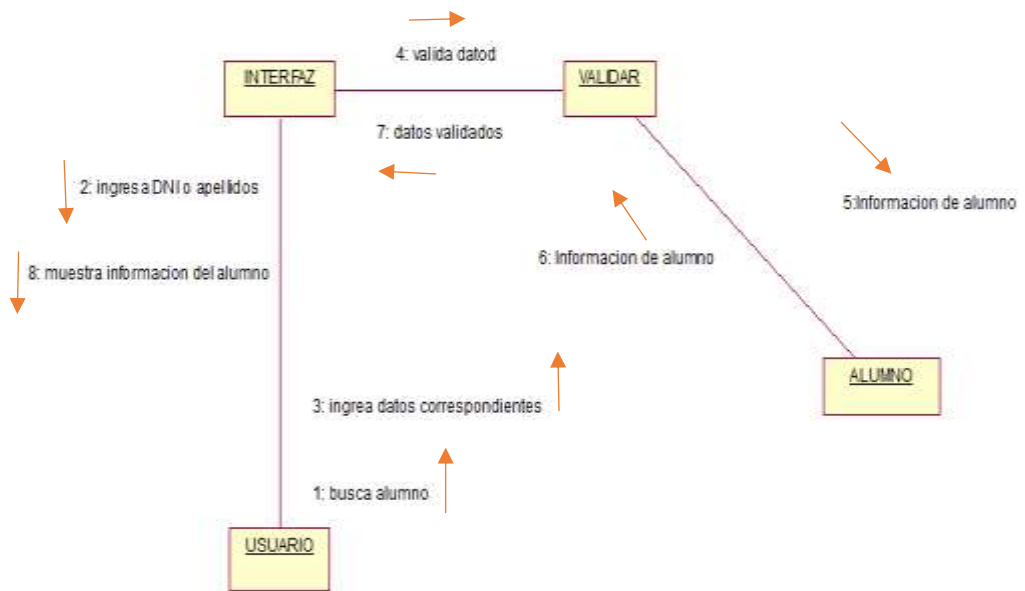 4: valida datod
INTERFAZ
VALIDAR
7: datos validados
2: ingresa DNI o apellidos
5:Informacion de alumno
6: Informacion de alumno
8: muestra informacion del alumno
ALUMNO
3: ingrea datos correspondientes
1: busca alumno
USUARIO